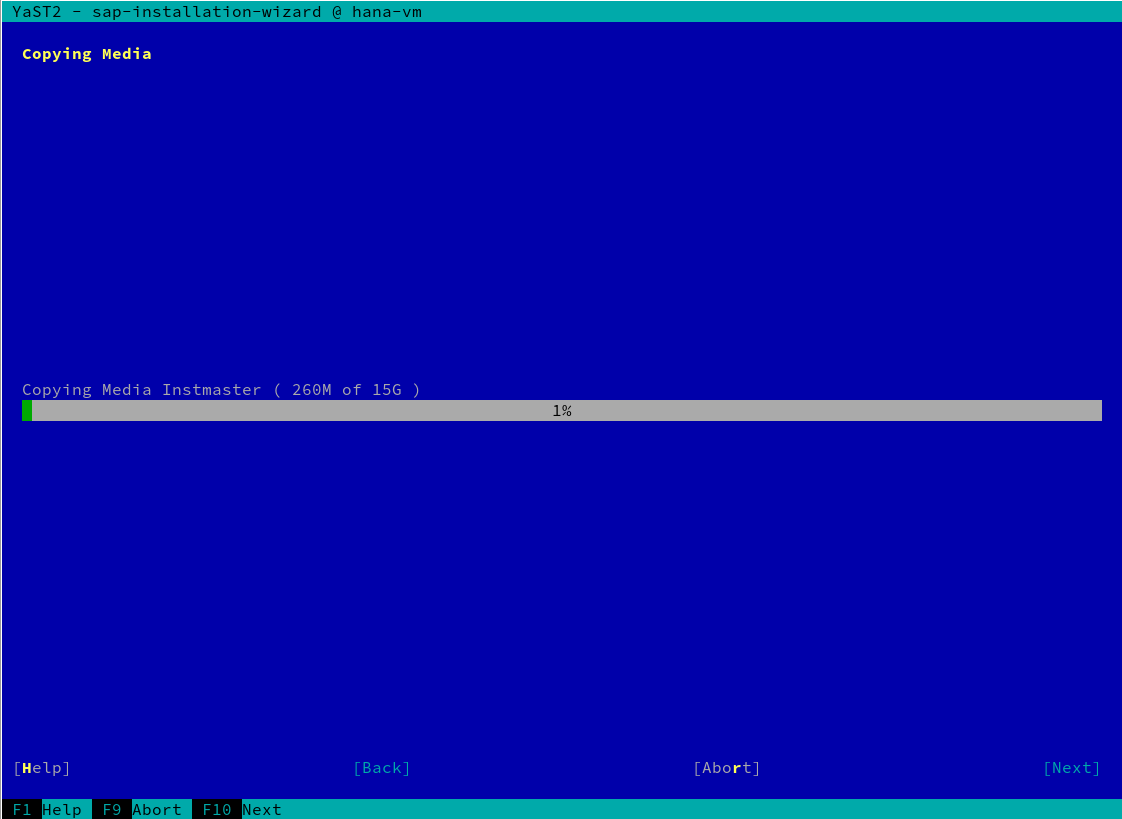 YaST2 - sap-installation-wizard @ hana-vm
Copying Media
Copying Media Instmaster ( 260M of 15G )
1%
[Help] [Back] [Abort] [Next]
F1 Help F9 Abort F10 Next